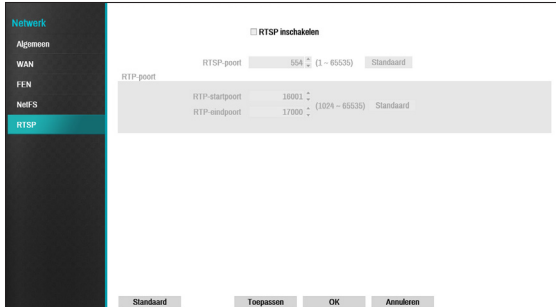 Netwerk
Algemeen
WAN
FEN
NetFS
RTSP
RTSP inschakelen
RTSP-poort 554 (1 – 65535) Standaard
RTP-poort
RTP-startpoort 16001
(1024 – 65535) Standaard
RTP-eindpoort 17000
Standaard Toepassen OK Annuleren